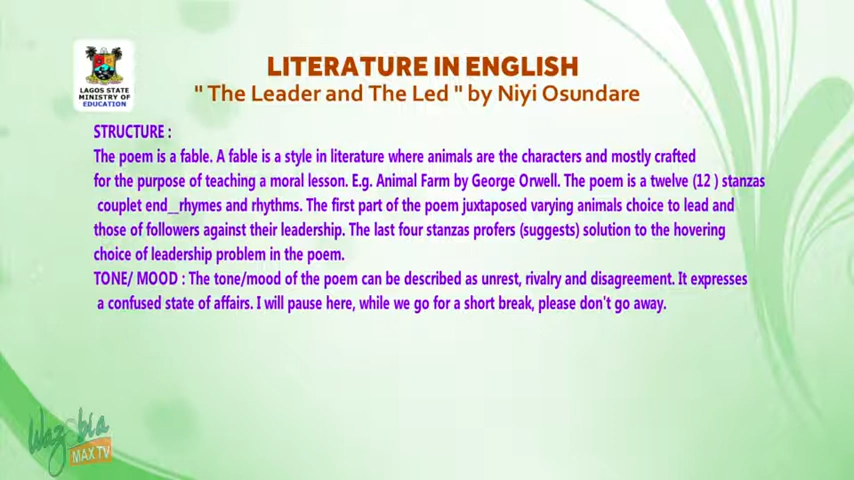 LAGOS STATE
MINISTRY OF
EDUCATION
LITERATURE IN ENGLISH
" The Leader and The Led " by Niyi Osundare
STRUCTURE :
The poem is a fable. A fable is a style in literature where animals are the characters and mostly crafted
for the purpose of teaching a moral lesson. E.g. Animal Farm by George Orwell. The poem is a twelve (12 ) stanzas
couplet end__rhymes and rhythms. The first part of the poem juxtaposed varying animals choice to lead and
those of followers against their leadership. The last four stanzas profers (suggests) solution to the hovering
choice of leadership problem in the poem.
TONE/ MOOD : The tone/mood of the poem can be described as unrest, rivalry and disagreement. It expresses
a confused state of affairs. I will pause here, while we go for a short break, please don't go away.
Wazobia
MAX TV